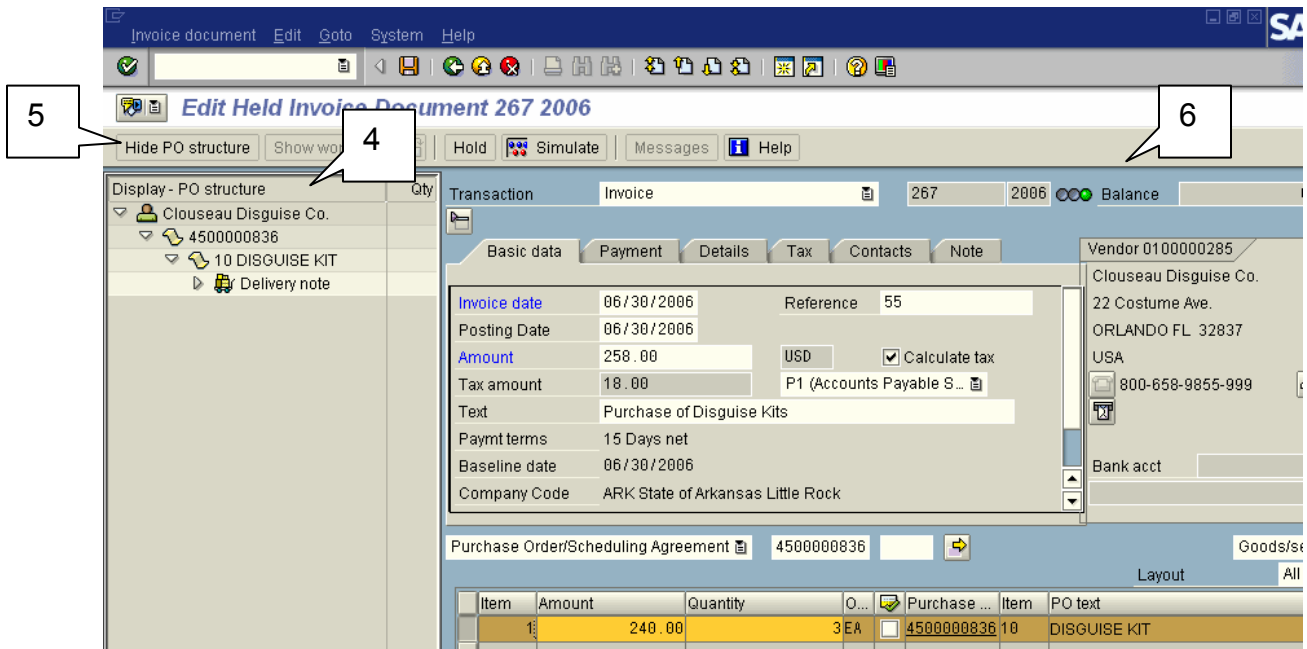 Invoice document Edit Goto System Help
SA
Edit Held Invoice Document 267 2006
5
4
6
Hide PO structure Show wor Hold Simulate Messages Help
Display - PO structure Qty
Clouseau Disguise Co.
4500000836
10 DISGUISE KIT
Delivery note
Transaction Invoice 267 2006 Balance
Basic data Payment Details Tax Contacts Note
Invoice date 06/30/2006 Reference 55
Posting Date 06/30/2006
Amount 258.00 USD Calculate tax
Tax amount 18.00 P1 (Accounts Payable S...
Text Purchase of Disguise Kits
Paymt terms 15 Days net
Baseline date 06/30/2006
Company Code ARK State of Arkansas Little Rock
Vendor 0100000285
Clouseau Disguise Co.
22 Costume Ave.
ORLANDO FL 32837
USA
800-658-9855-999
Bank acct
Purchase Order/Scheduling Agreement 4500000836 Goods/se
Layout All
Item Amount Quantity O... Purchase ... Item PO text
1 240.00 3 EA 4500000836 10 DISGUISE KIT